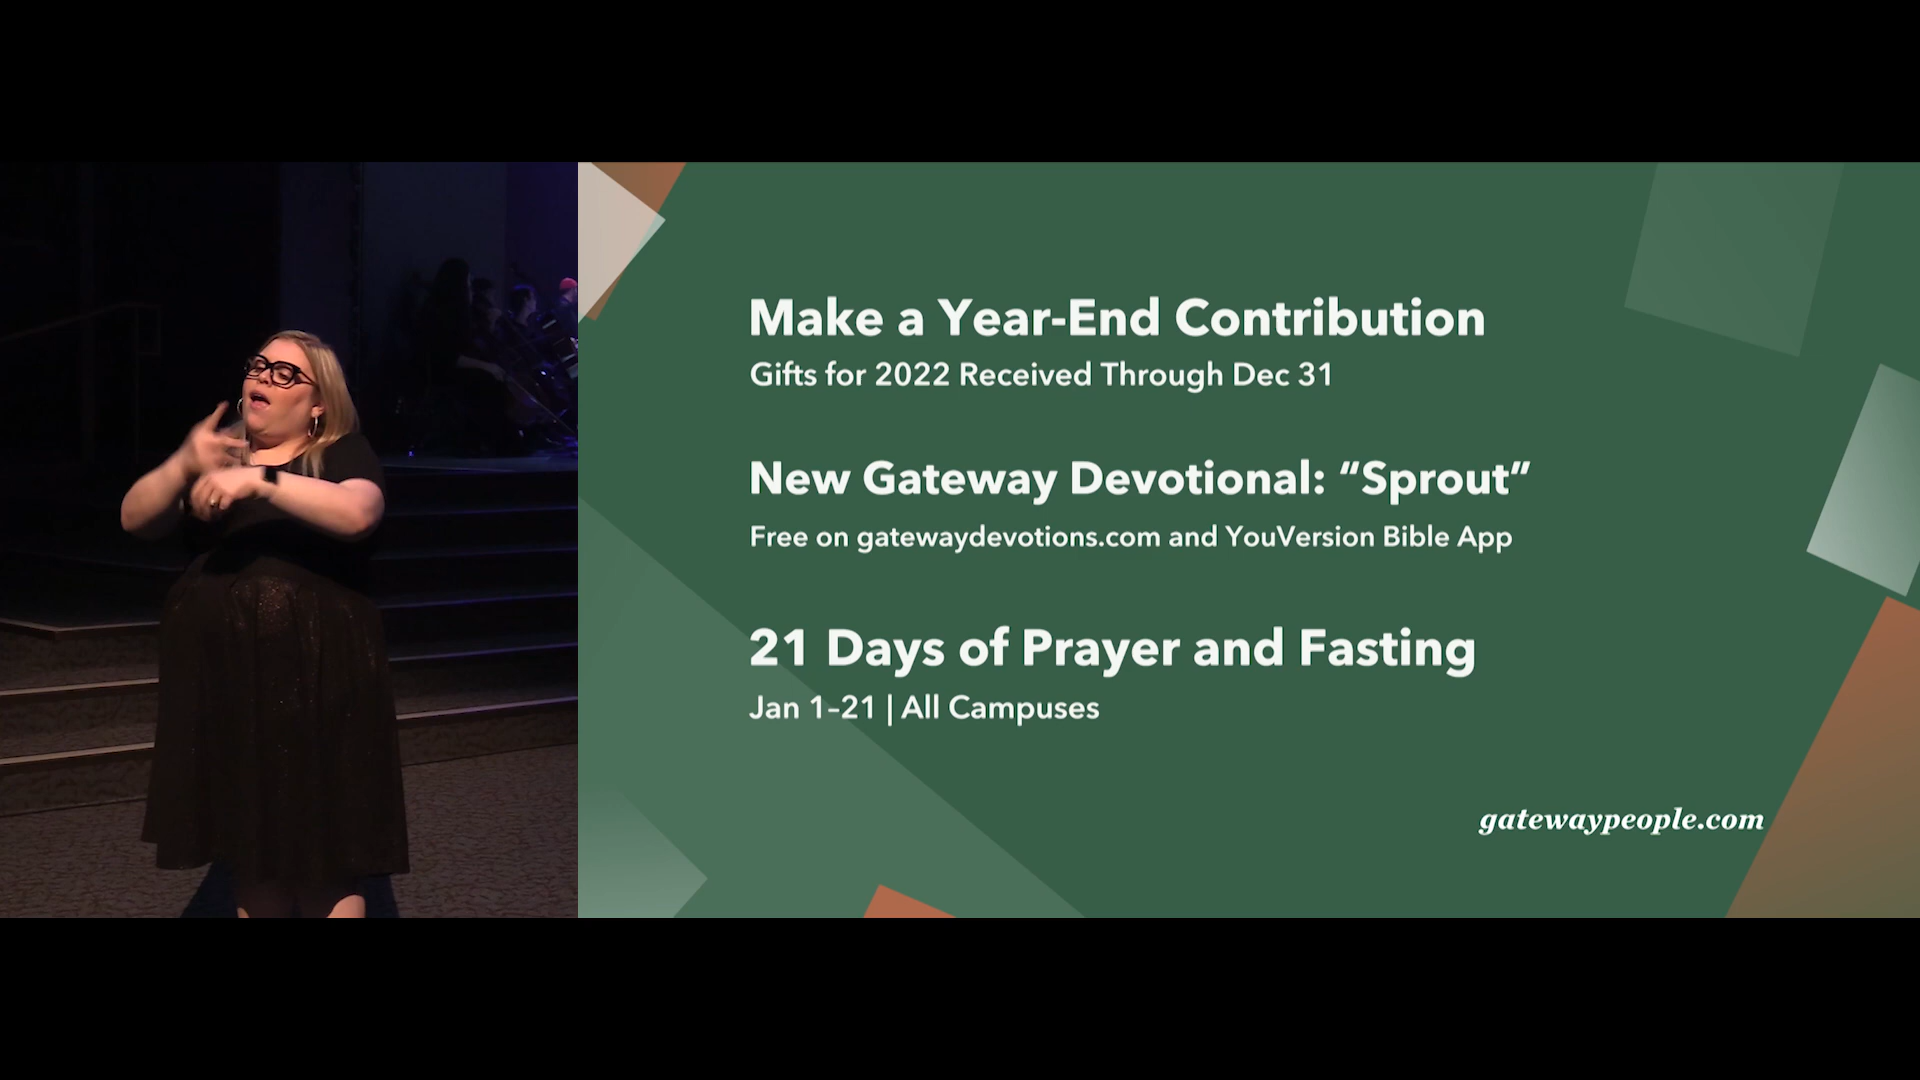 Make a Year-End Contribution
Gifts for 2022 Received Through Dec 31
New Gateway Devotional: “Sprout”
Free on gatewaydevotions.com and YouVersion Bible App
21 Days of Prayer and Fasting
Jan 1–21 | All Campuses
gatewaypeople.com